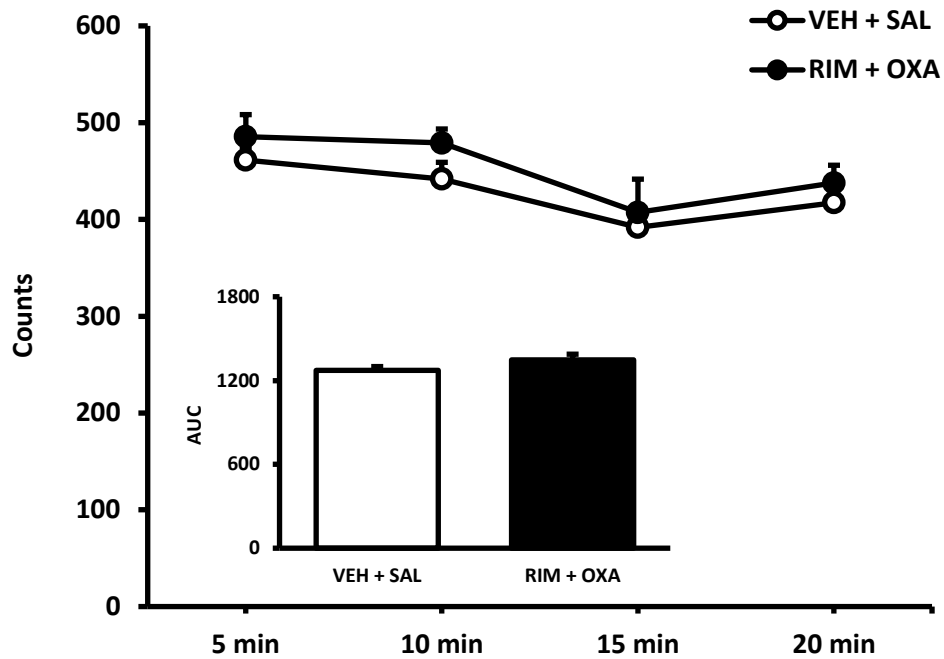 VEH + SAL
RIM + OXA
600
500
400
300
200
100
0
Counts
1800
1200
600
0
AUC
VEH + SAL RIM + OXA
5 min 10 min 15 min 20 min